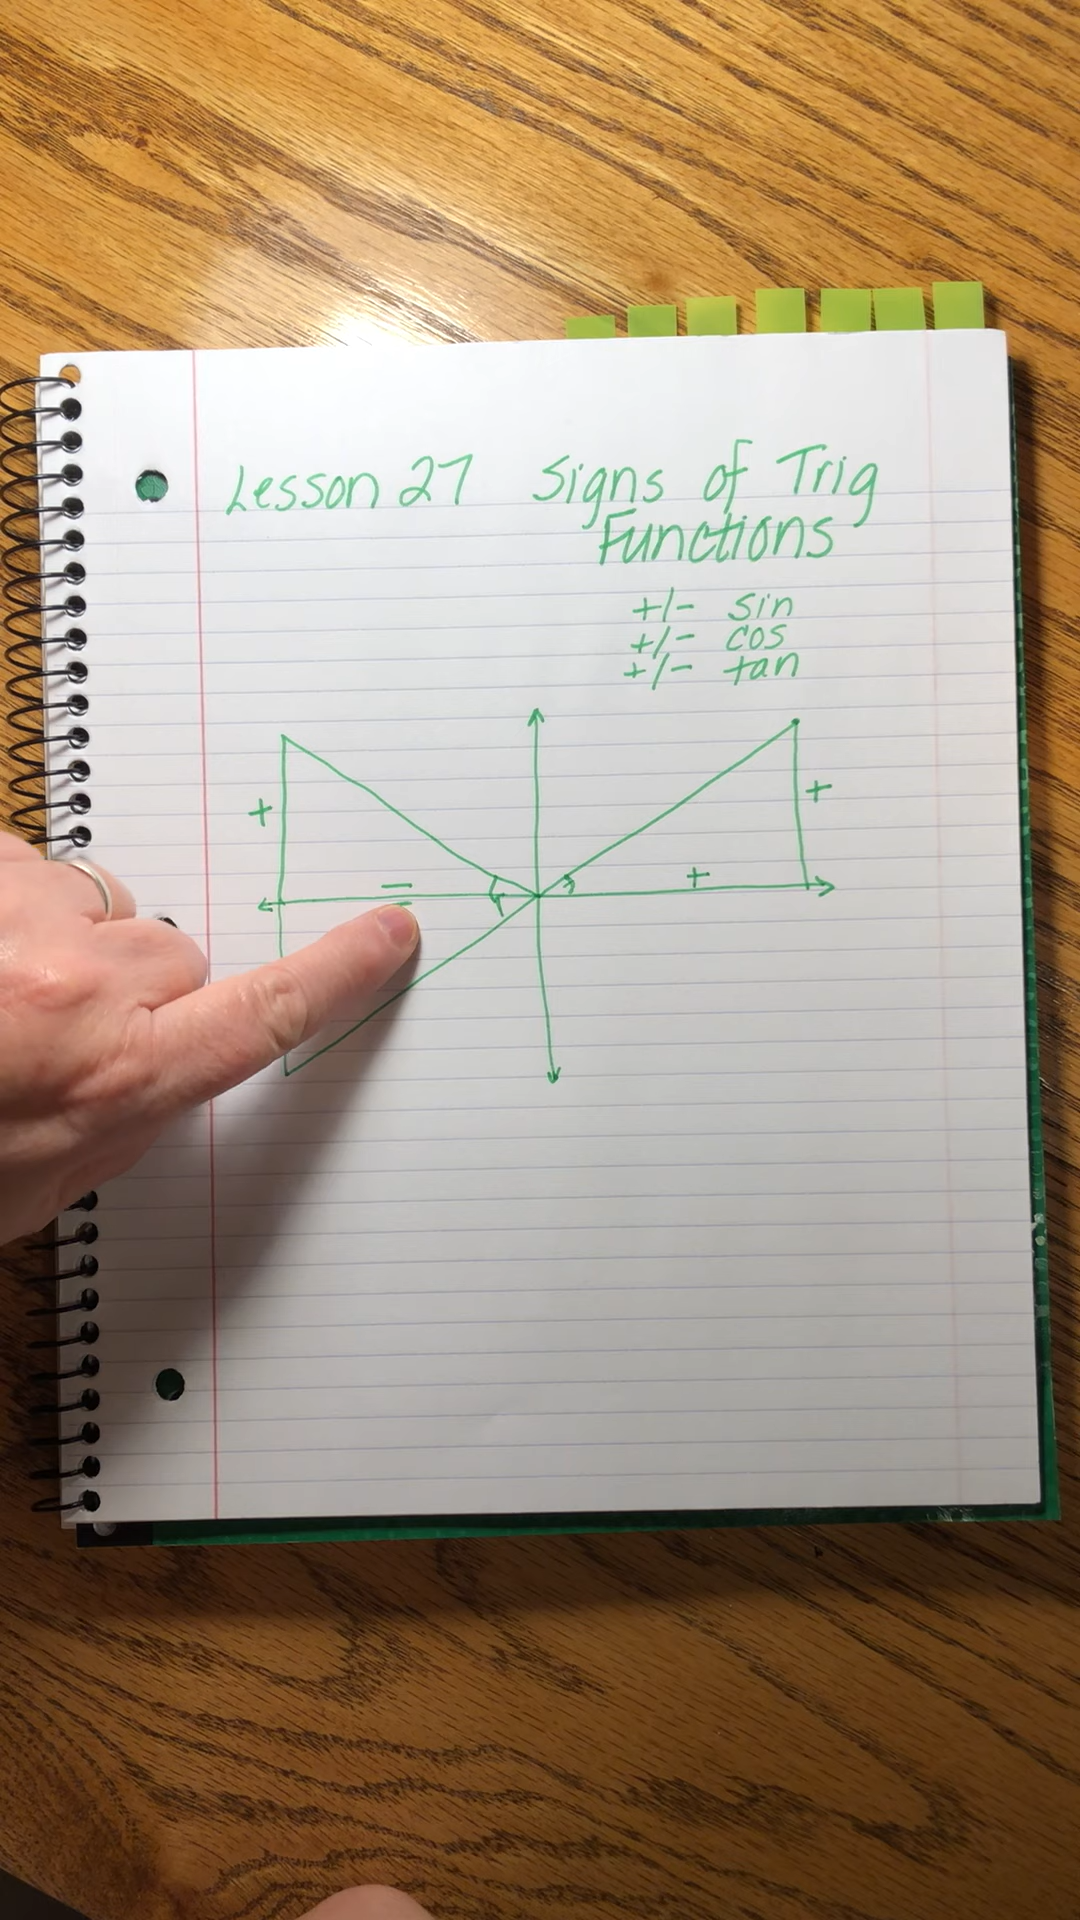 Lesson 27 Signs of Trig
Functions
+/- sin
+/- cos
+/- tan
+ +
- +
-